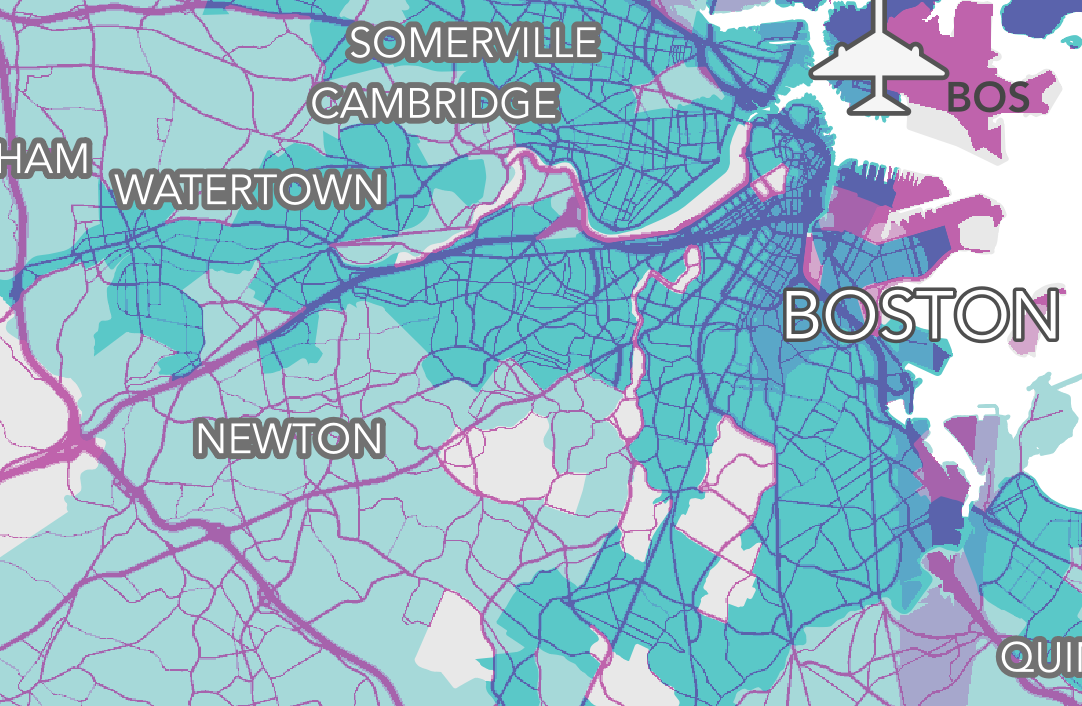 SOMERVILLE
CAMBRIDGE
BOS
HAM
WATERTOWN
BOSTON
NEWTON
QUI